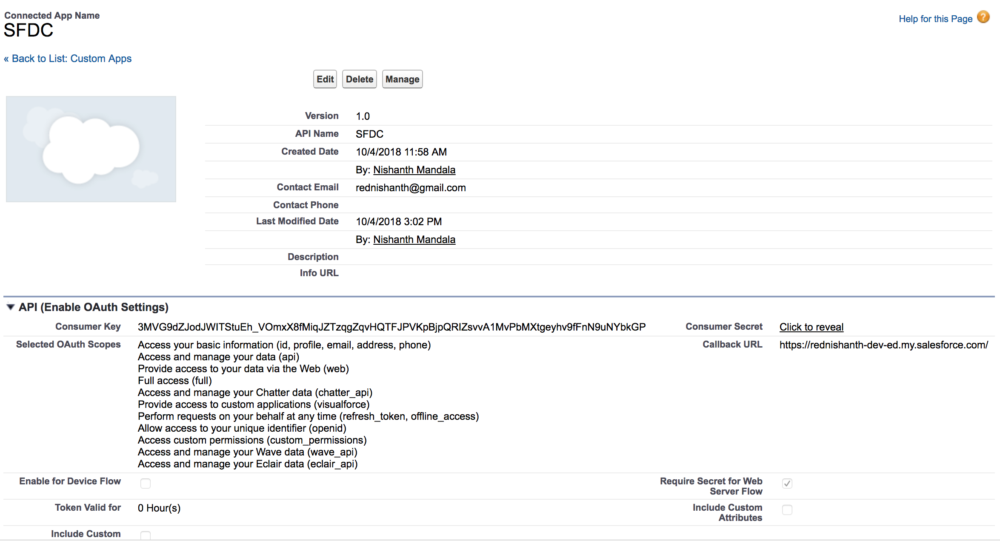 Connected App Name
SFDC
Help for this Page ?
« Back to List: Custom Apps
Edit Delete Manage
Version 1.0
API Name SFDC
Created Date 10/4/2018 11:58 AM
By: Nishanth Mandala
Contact Email rednishanth@gmail.com
Contact Phone
Last Modified Date 10/4/2018 3:02 PM
By: Nishanth Mandala
Description
Info URL
API (Enable OAuth Settings)
Consumer Key 3MVG9dZJodJWITStuEh_VOmxX8fMiqJZTzqgZqvHQTFJPVKpBjpQRIZsvvA1MvPbMXtgeyhv9fFnN9uNYbkGP Consumer Secret Click to reveal
Selected OAuth Scopes Access your basic information (id, profile, email, address, phone) Callback URL https://rednishanth-dev-ed.my.salesforce.com/
Access and manage your data (api)
Provide access to your data via the Web (web)
Full access (full)
Access and manage your Chatter data (chatter_api)
Provide access to custom applications (visualforce)
Perform requests on your behalf at any time (refresh_token, offline_access)
Allow access to your unique identifier (openid)
Access custom permissions (custom_permissions)
Access and manage your Wave data (wave_api)
Access and manage your Eclair data (eclair_api)
Enable for Device Flow Require Secret for Web
Server Flow
Token Valid for 0 Hour(s) Include Custom
Attributes
Include Custom